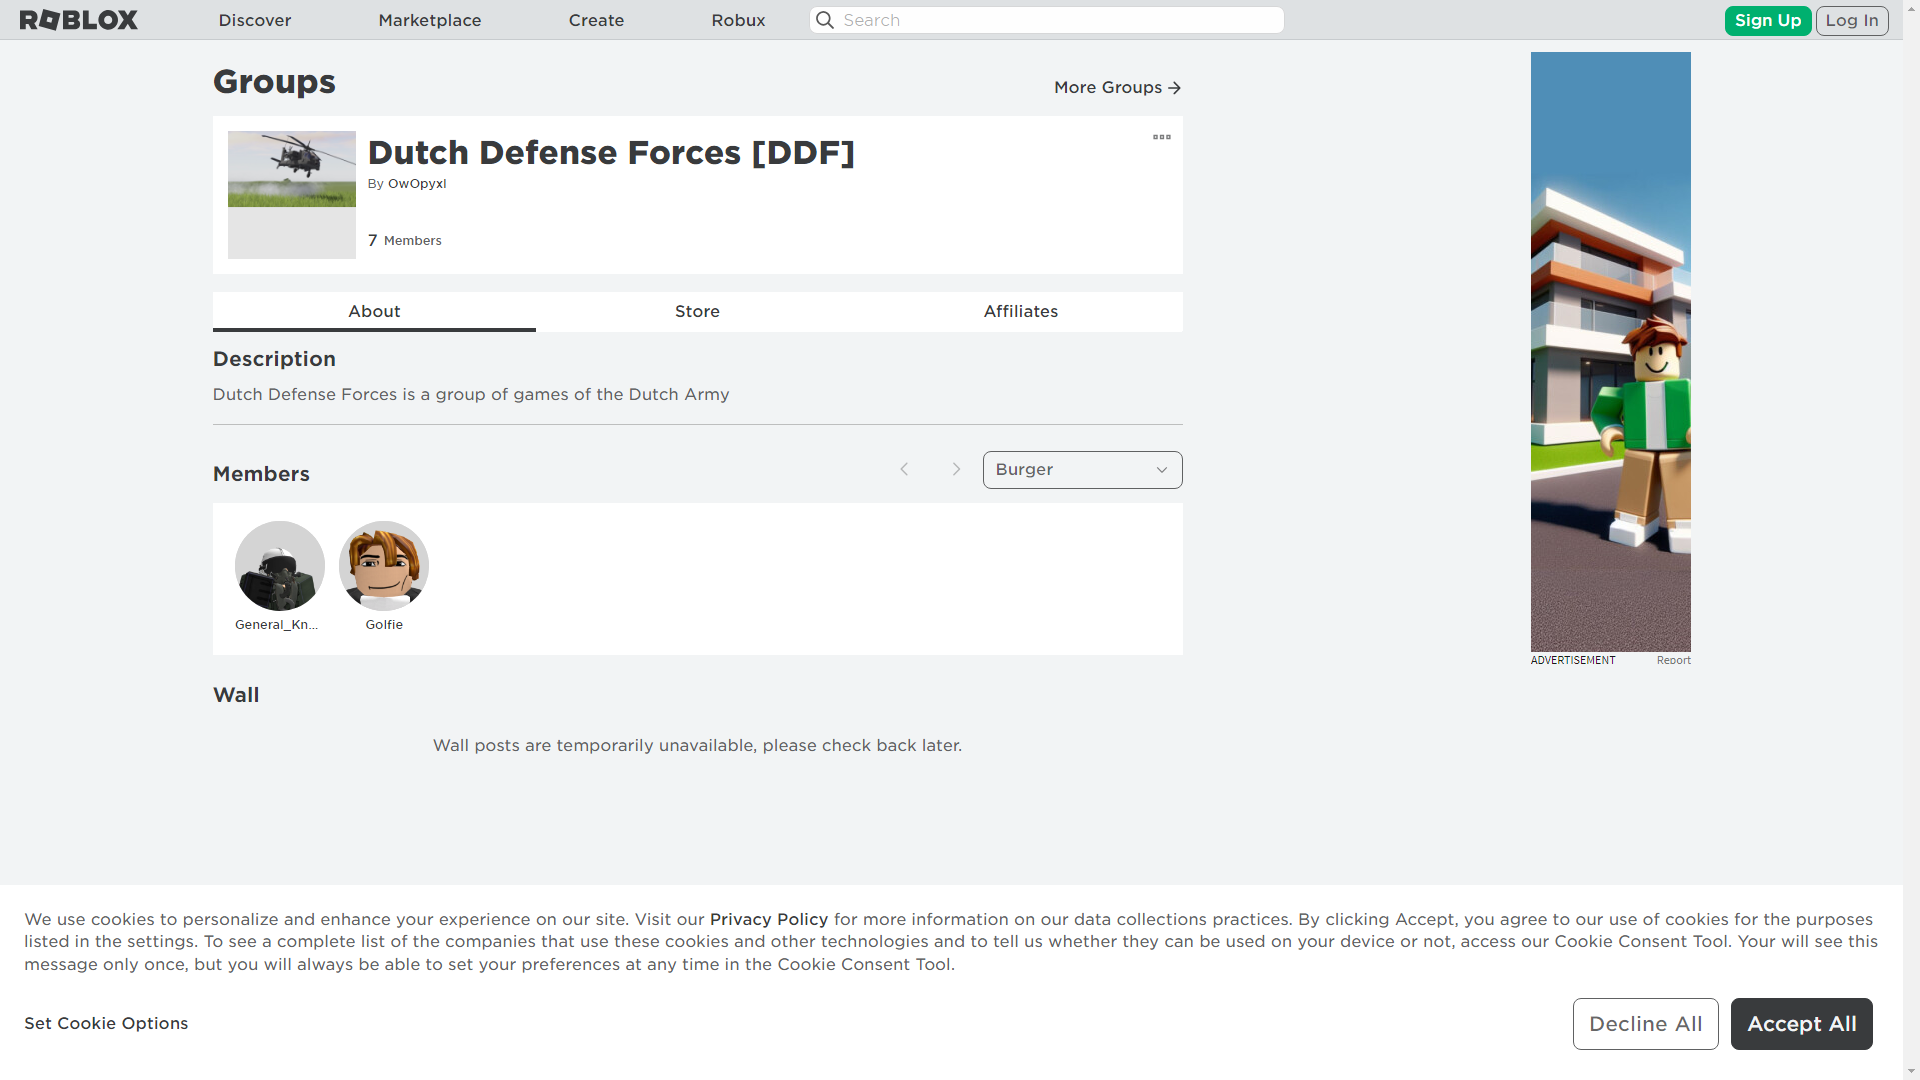 ROBLOX
Discover
Marketplace
Create
Robux
Search
Sign Up
Log In
Groups
More Groups
Dutch Defense Forces [DDF]
By OwOpyxl
7 Members
About
Store
Affiliates
Description
Dutch Defense Forces is a group of games of the Dutch Army
Members
Burger
General_Kn...
Golfie
ADVERTISEMENT
Report
Wall
Wall posts are temporarily unavailable, please check back later.
We use cookies to personalize and enhance your experience on our site. Visit our Privacy Policy for more information on our data collections practices. By clicking Accept, you agree to our use of cookies for the purposes
listed in the settings. To see a complete list of the companies that use these cookies and other technologies and to tell us whether they can be used on your device or not, access our Cookie Consent Tool. Your will see this
message only once, but you will always be able to set your preferences at any time in the Cookie Consent Tool.
Set Cookie Options
Decline All
Accept All